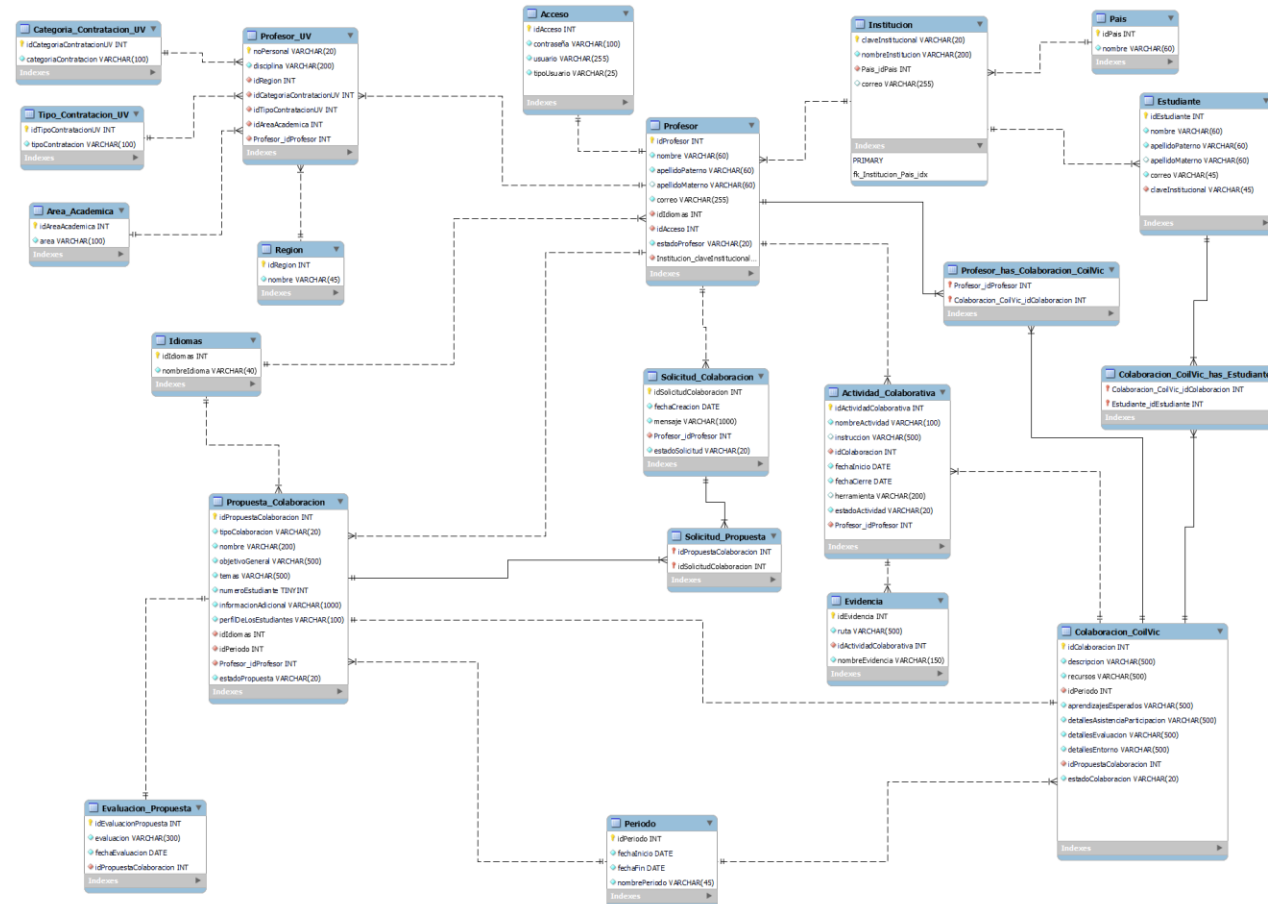 Categoria_Contratacion_UV
idCategoriaContratacionUV INT
categoriaContratacion VARCHAR(100)
Indexes
Profesor_UV
noPersonal VARCHAR(20)
disciplina VARCHAR(200)
idRegion INT
idCategoriaContratacionUV INT
idTipoContratacionUV INT
idAreaAcademica INT
Profesor_idProfesor INT
Indexes
Acceso
idAcceso INT
contraseña VARCHAR(100)
usuario VARCHAR(255)
tipoUsuario VARCHAR(25)
Indexes
Institucion
claveInstitucional VARCHAR(20)
nombreInstitucion VARCHAR(200)
Pais_idPais INT
correo VARCHAR(255)
Indexes
PRIMARY
fk_Institucion_Pais_idx
Pais
idPais INT
nombre VARCHAR(60)
Indexes
Tipo_Contratacion_UV
idTipoContratacionUV INT
tipoContratacion VARCHAR(100)
Indexes
Estudiante
idEstudiante INT
nombre VARCHAR(60)
apellidoPaterno VARCHAR(60)
apellidoMaterno VARCHAR(60)
correo VARCHAR(45)
claveInstitucional VARCHAR(45)
Indexes
Profesor
idProfesor INT
nombre VARCHAR(60)
apellidoPaterno VARCHAR(60)
apellidoMaterno VARCHAR(60)
correo VARCHAR(255)
idIdiomas INT
idAcceso INT
estadoProfesor VARCHAR(20)
Institucion_claveInstitucional...
Indexes
Area_Academica
idAreaAcademica INT
area VARCHAR(100)
Indexes
Region
idRegion INT
nombre VARCHAR(45)
Indexes
Profesor_has_Colaboracion_CoilVic
Profesor_idProfesor INT
Colaboracion_CoilVic_idColaboracion INT
Indexes
Idiomas
idIdiomas INT
nombreIdioma VARCHAR(40)
Indexes
Solicitud_Colaboracion
idSolicitudColaboracion INT
fechaCreacion DATE
mensaje VARCHAR(1000)
Profesor_idProfesor INT
estadoSolicitud VARCHAR(20)
Indexes
Actividad_Colaborativa
idActividadColaborativa INT
nombreActividad VARCHAR(100)
instruccion VARCHAR(500)
idColaboracion INT
fechaInicio DATE
fechaCierre DATE
herramienta VARCHAR(200)
estadoActividad VARCHAR(20)
Profesor_idProfesor INT
Indexes
Colaboracion_CoilVic_has_Estudiante
Colaboracion_CoilVic_idColaboracion INT
Estudiante_idEstudiante INT
Indexes
Propuesta_Colaboracion
idPropuestaColaboracion INT
tipoColaboracion VARCHAR(20)
nombre VARCHAR(200)
objetivoGeneral VARCHAR(500)
temas VARCHAR(500)
numeroEstudiante TINYINT
informacionAdicional VARCHAR(1000)
perfilDeLosEstudiantes VARCHAR(100)
idIdiomas INT
idPeriodo INT
Profesor_idProfesor INT
estadoPropuesta VARCHAR(20)
Indexes
Solicitud_Propuesta
idPropuestaColaboracion INT
idSolicitudColaboracion INT
Indexes
Evidencia
idEvidencia INT
ruta VARCHAR(500)
idActividadColaborativa INT
nombreEvidencia VARCHAR(150)
Indexes
Colaboracion_CoilVic
idColaboracion INT
descripcion VARCHAR(500)
recursos VARCHAR(500)
idPeriodo INT
aprendizajesEsperados VARCHAR(500)
detallesAsistenciaParticipacion VARCHAR(500)
detallesEvaluacion VARCHAR(500)
detallesEntorno VARCHAR(500)
idPropuestaColaboracion INT
estadoColaboracion VARCHAR(20)
Indexes
Evaluacion_Propuesta
idEvaluacionPropuesta INT
evaluacion VARCHAR(300)
fechaEvaluacion DATE
idPropuestaColaboracion INT
Indexes
Periodo
idPeriodo INT
fechaInicio DATE
fechaFin DATE
nombrePeriodo VARCHAR(45)
Indexes